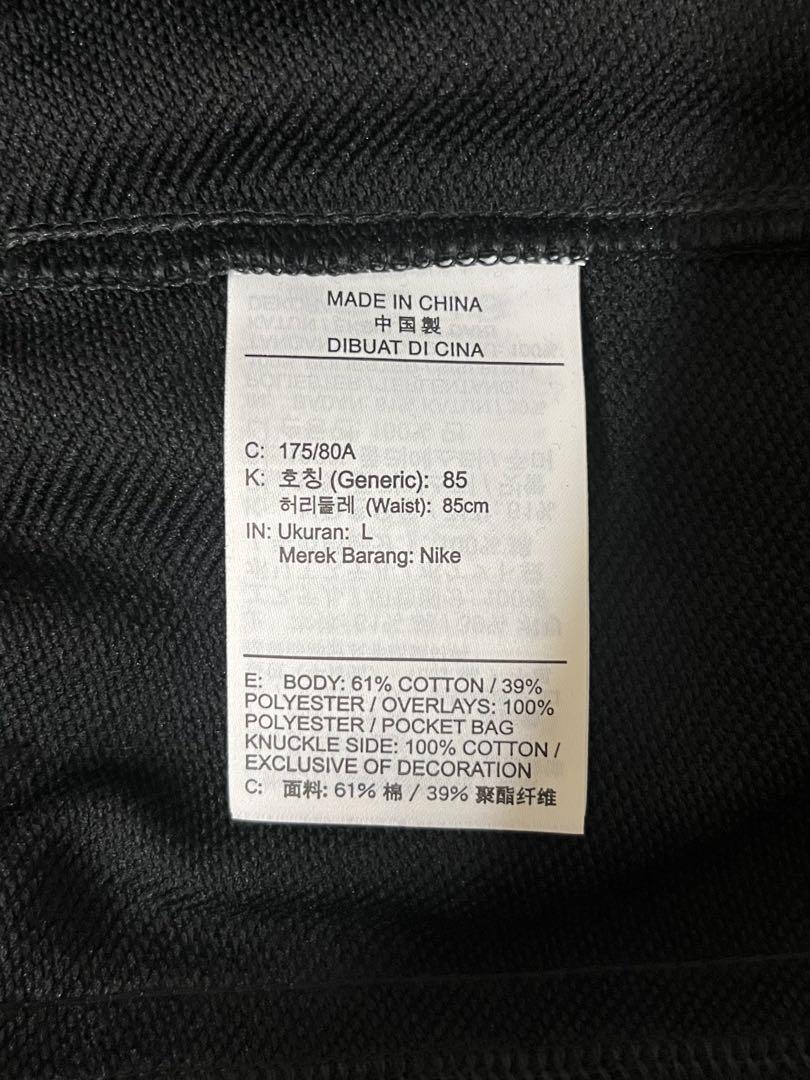 MADE IN CHINA
中国製
DIBUAT DI CINA
C: 175/80A
K: 호칭 (Generic): 85
허리둘레 (Waist): 85cm
IN: Ukuran: L
Merek Barang: Nike
E: BODY: 61% COTTON / 39%
POLYESTER / OVERLAYS: 100%
POLYESTER / POCKET BAG
KNUCKLE SIDE: 100% COTTON /
EXCLUSIVE OF DECORATION
C: 面料: 61% 棉 / 39% 聚酯纤维